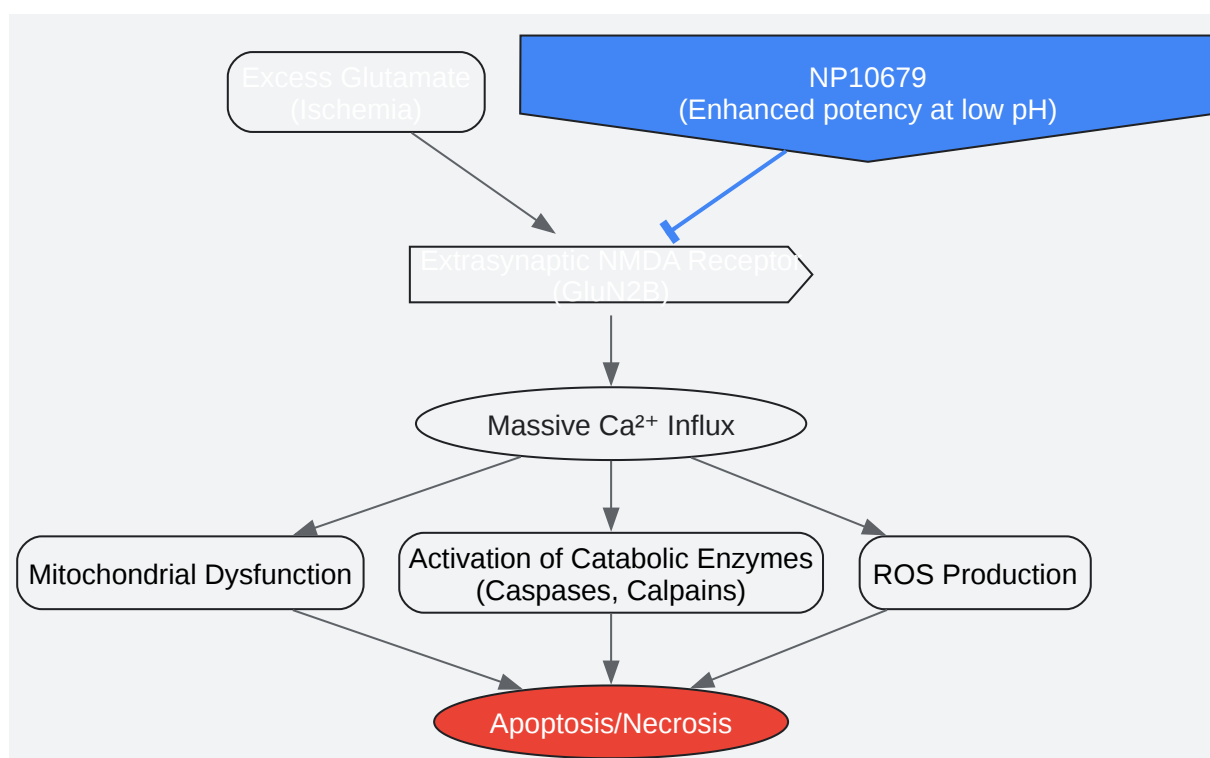 Excess Glutamate
(Ischemia)
NP10679
(Enhanced potency at low pH)
Extrasynaptic NMDA Receptor
(GluN2B)
Massive Ca²⁺ Influx
Mitochondrial Dysfunction
Activation of Catabolic Enzymes
(Caspases, Calpains)
ROS Production
Apoptosis/Necrosis